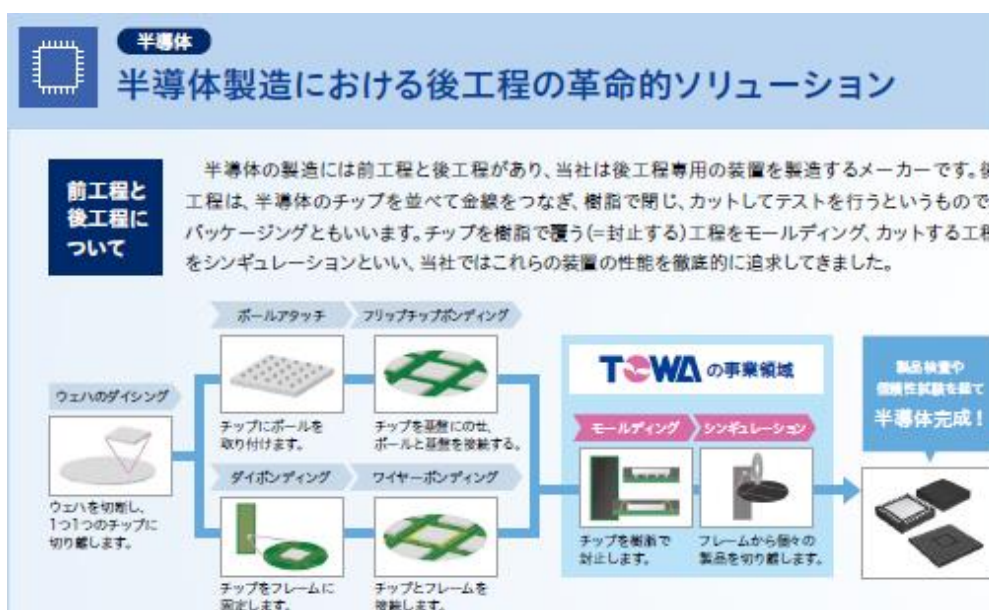 半導体
半導体製造における後工程の革命的ソリューション
前工程と
後工程に
ついて
半導体の製造には前工程と後工程があり、当社は後工程専用の装置を製造するメーカーです。後
工程は、半導体のチップを並べて金線をつなぎ、樹脂で閉じ、カットしてテストを行うというもので
パッケージングともいいます。チップを樹脂で覆う(=封止する)工程をモールディング、カットする工程
をシンギュレーションといい、当社ではこれらの装置の性能を徹底的に追求してきました。
ボールアタッチ
フリップチップボンディング
チップにボールを
取り付けます。
チップを基盤にのせ、
ボールと基盤を接続する。
ウェハのダイシング
ウェハを切断し、
1つ1つのチップに
切り離します。
ダイボンディング
ワイヤーボンディング
チップをフレームに
固定します。
チップとフレームを
接続します。
TOWAの事業領域
モールディング
シンギュレーション
チップを樹脂で
封止します。
フレームから個々の
製品を切り離します。
製品検査や
信頼性試験を経て
半導体完成！